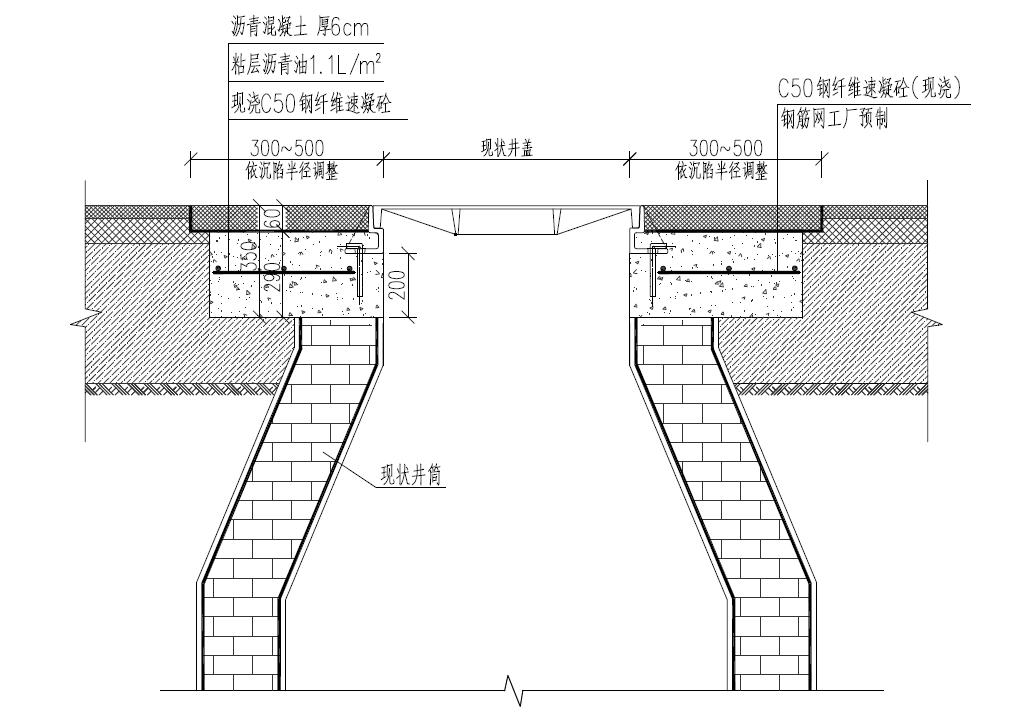 沥青混凝土 厚6cm
粘层沥青油1.1L/m²
现浇C50钢纤维速凝砼
C50钢纤维速凝砼(现浇)
钢筋网工厂预制
300~500
现状井盖
300~500
依沉陷半径调整
依沉陷半径调整
60
350
290
200
现状井筒